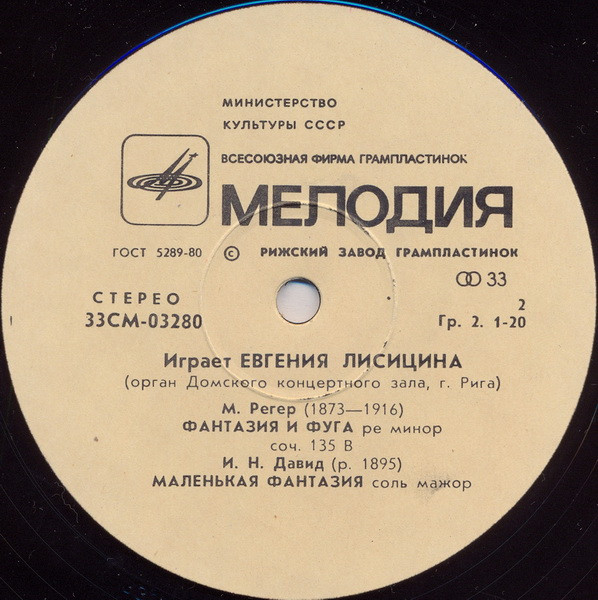 МИНИСТЕРСТВО
КУЛЬТУРЫ СССР
ВСЕСОЮЗНАЯ ФИРМА ГРАМПЛАСТИНОК
МЕЛОДИЯ
ГОСТ 5289-80 © РИЖСКИЙ ЗАВОД ГРАМПЛАСТИНОК
33
СТЕРЕО 2
33СМ-03280 Гр. 2. 1-20
Играет ЕВГЕНИЯ ЛИСИЦИНА
(орган Домского концертного зала, г. Рига)
М. Регер (1873—1916)
ФАНТАЗИЯ И ФУГА ре минор
соч. 135 В
И. Н. Давид (р. 1895)
МАЛЕНЬКАЯ ФАНТАЗИЯ соль мажор